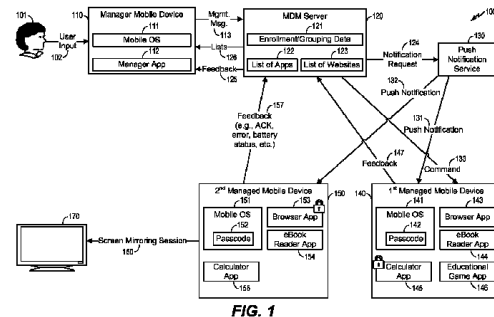 100
101
User
Input
102
110
Manager Mobile Device
111
Mobile OS
112
Manager App
Mgmt.
Msg.
113
Lists
126
Feedback
125
MDM Server
120
121
Enrollment/Grouping Data
122
List of Apps
123
List of Websites
124
Notification
Request
130
Push
Notification
Service
132
Push Notification
131
Push Notification
133
Command
157
Feedback
(e.g., ACK,
error, battery
status, etc.)
147
Feedback
2nd Managed Mobile Device
150
151
Mobile OS
152
Passcode
153
Browser App
eBook
Reader App
154
Calculator
App
155
140
1st Managed Mobile Device
141
Mobile OS
142
Passcode
143
Browser App
eBook
Reader App
144
Calculator
App
145
Educational
Game App
146
170
Screen Mirroring Session
160
FIG. 1